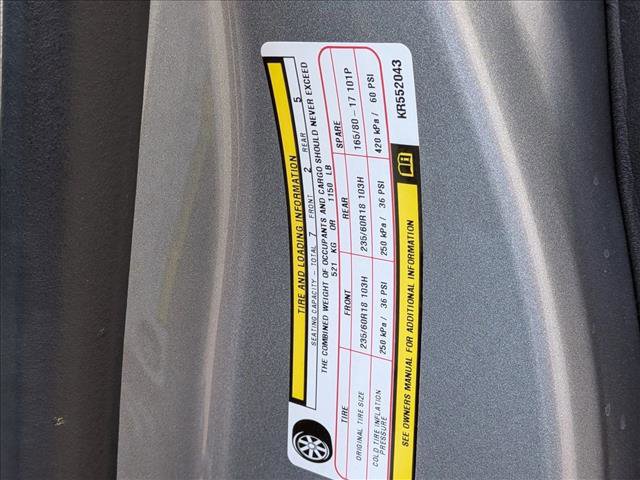 TIRE AND LOADING INFORMATION
SEATING CAPACITY – TOTAL 7 FRONT 2 REAR 5
THE COMBINED WEIGHT OF OCCUPANTS AND CARGO SHOULD NEVER EXCEED
521 KG OR 1150 LB
TIRE FRONT REAR SPARE
ORIGINAL TIRE SIZE 235/60R18 103H 235/60R18 103H 165/80–17 101P
COLD TIRE INFLATION
PRESSURE 250 kPa / 36 PSI 250 kPa / 36 PSI 420 kPa / 60 PSI
SEE OWNERS MANUAL FOR ADDITIONAL INFORMATION
KR552043